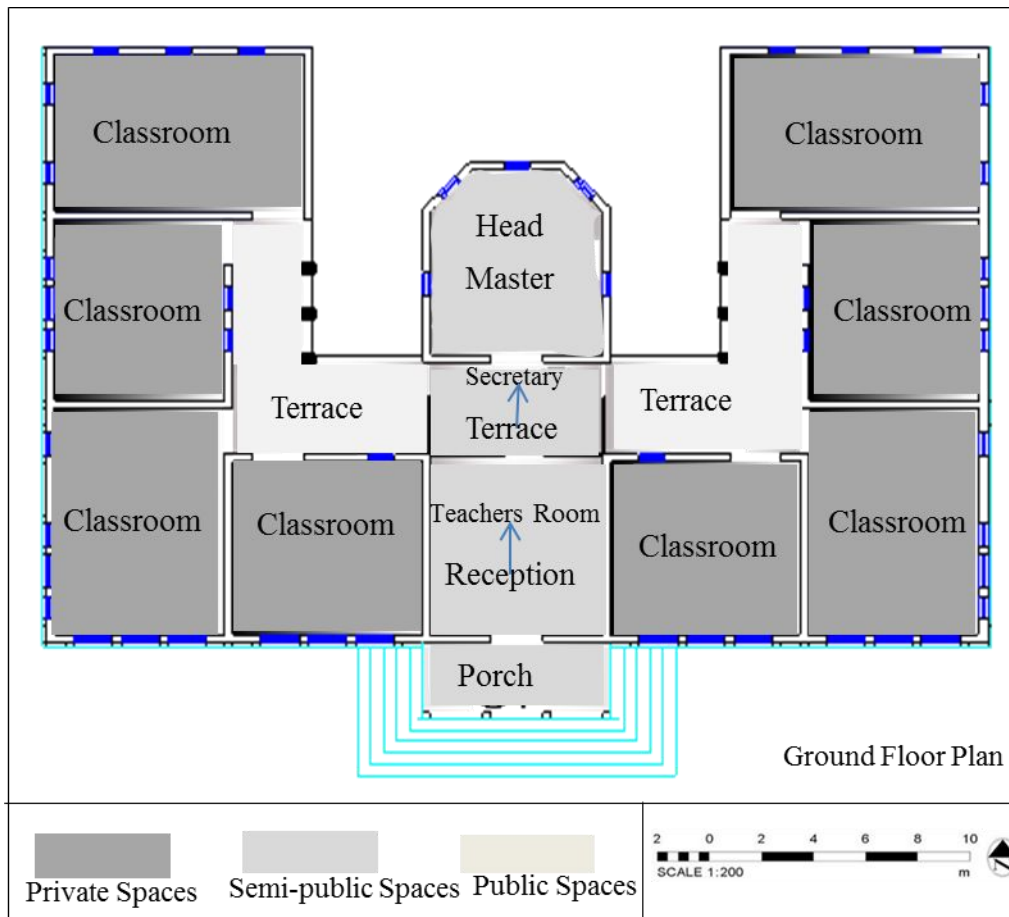 Classroom
Classroom
Head
Master
Classroom
Classroom
Secretary
Terrace
Terrace
Terrace
Classroom
Classroom
Teachers Room
Classroom
Classroom
Reception
Porch
Ground Floor Plan
Private Spaces
Semi-public Spaces
Public Spaces
2 0 2 4 6 8 10
SCALE 1:200 m